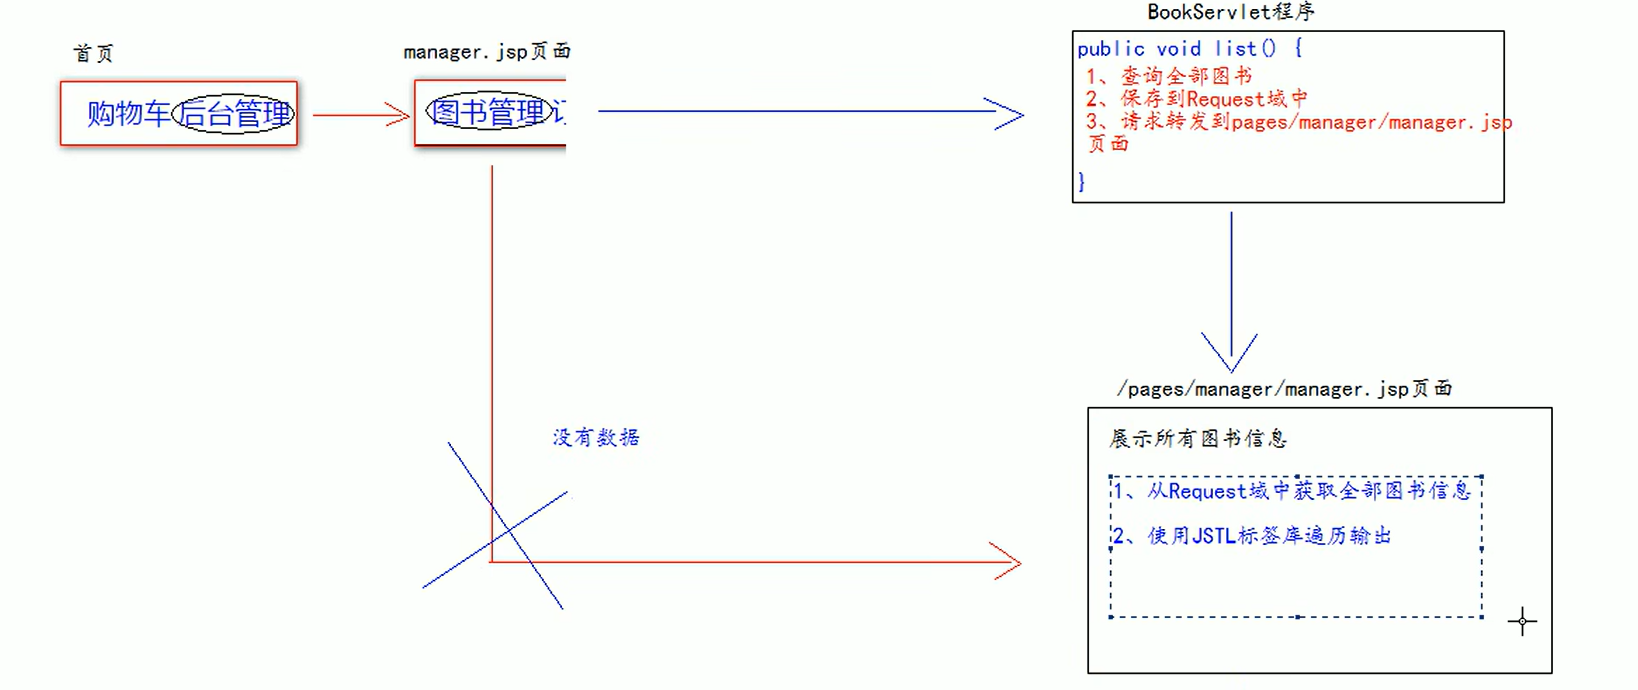 首页
购物车 后台管理
manager.jsp页面
图书管理
BookServlet程序
public void list() {
1、查询全部图书
2、保存到Request域中
3、请求转发到pages/manager/manager.jsp
页面
}
/pages/manager/manager.jsp页面
展示所有图书信息
1、从Request域中获取全部图书信息
2、使用JSTL标签库遍历输出
没有数据